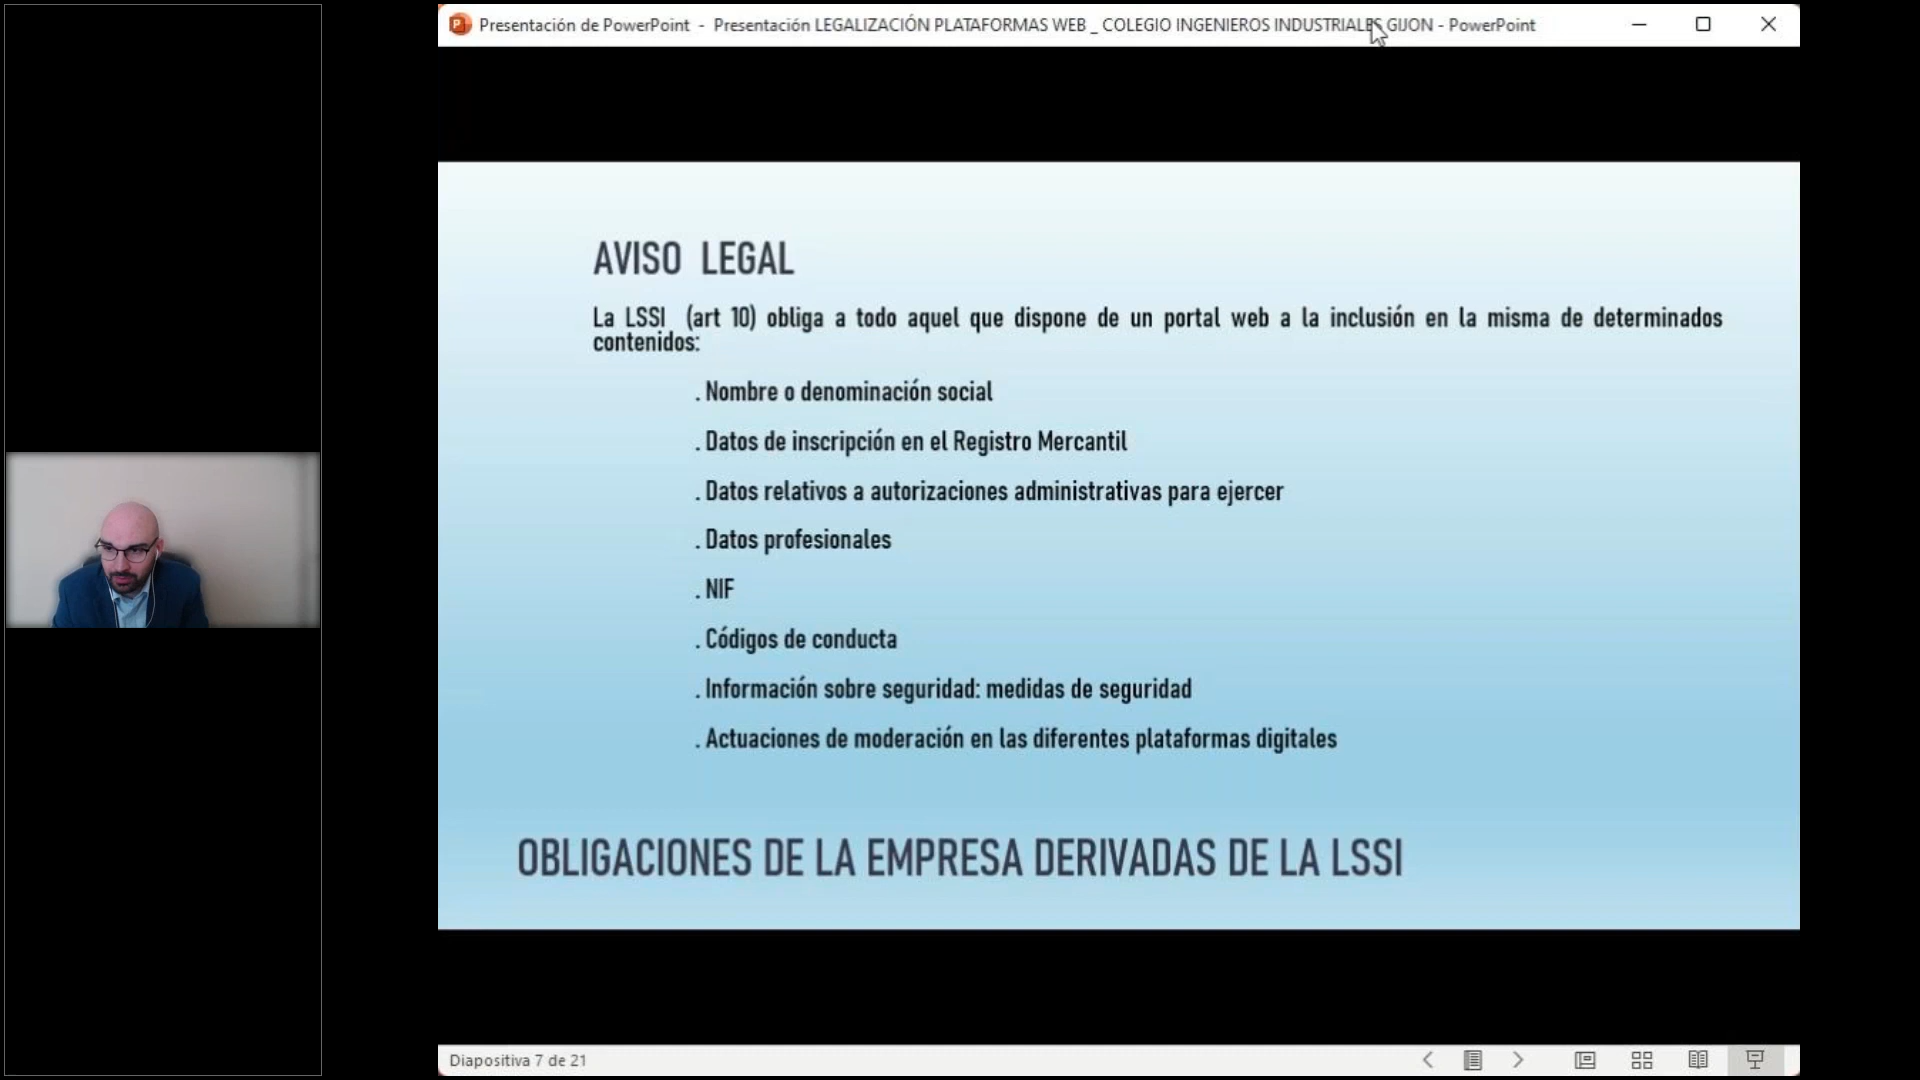 Presentación de PowerPoint - Presentación LEGALIZACIÓN PLATAFORMAS WEB _ COLEGIO INGENIEROS INDUSTRIALES GIJON - PowerPoint
AVISO LEGAL
La LSSI (art 10) obliga a todo aquel que dispone de un portal web a la inclusión en la misma de determinados
contenidos:
. Nombre o denominación social
. Datos de inscripción en el Registro Mercantil
. Datos relativos a autorizaciones administrativas para ejercer
. Datos profesionales
. NIF
. Códigos de conducta
. Información sobre seguridad: medidas de seguridad
. Actuaciones de moderación en las diferentes plataformas digitales
OBLIGACIONES DE LA EMPRESA DERIVADAS DE LA LSSI
Diapositiva 7 de 21